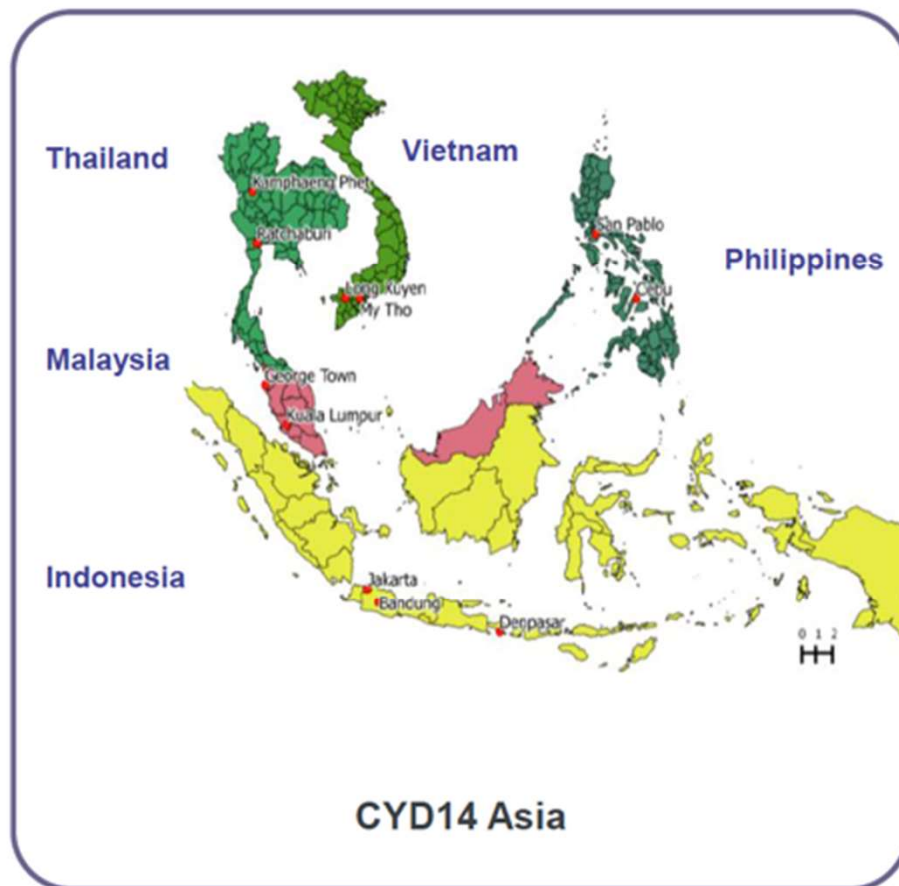 Thailand
Vietnam
Kamphaeng Phet
Ratchaburi
San Pablo
Philippines
Long Xuyen
Cebu
My Tho
Malaysia
George Town
Kuala Lumpur
Indonesia
Jakarta
Bandung
Denpasar
0 1 2
CYD14 Asia